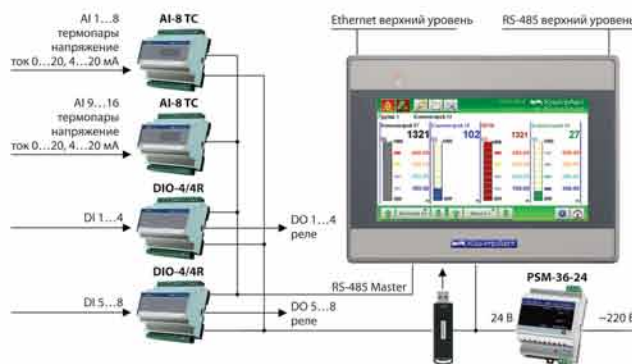 AI 1…8
термопары
напряжение
ток 0…20, 4…20 мА
AI-8 TC
AI 9…16
термопары
напряжение
ток 0…20, 4…20 мА
AI-8 TC
DI 1…4
DIO-4/4R
DO 1…4
реле
DI 5…8
DIO-4/4R
DO 5…8
реле
Ethernet верхний уровень
RS-485 верхний уровень
1321
102
1321
27
RS-485 Master
PSM-36-24
24 В
~220 В